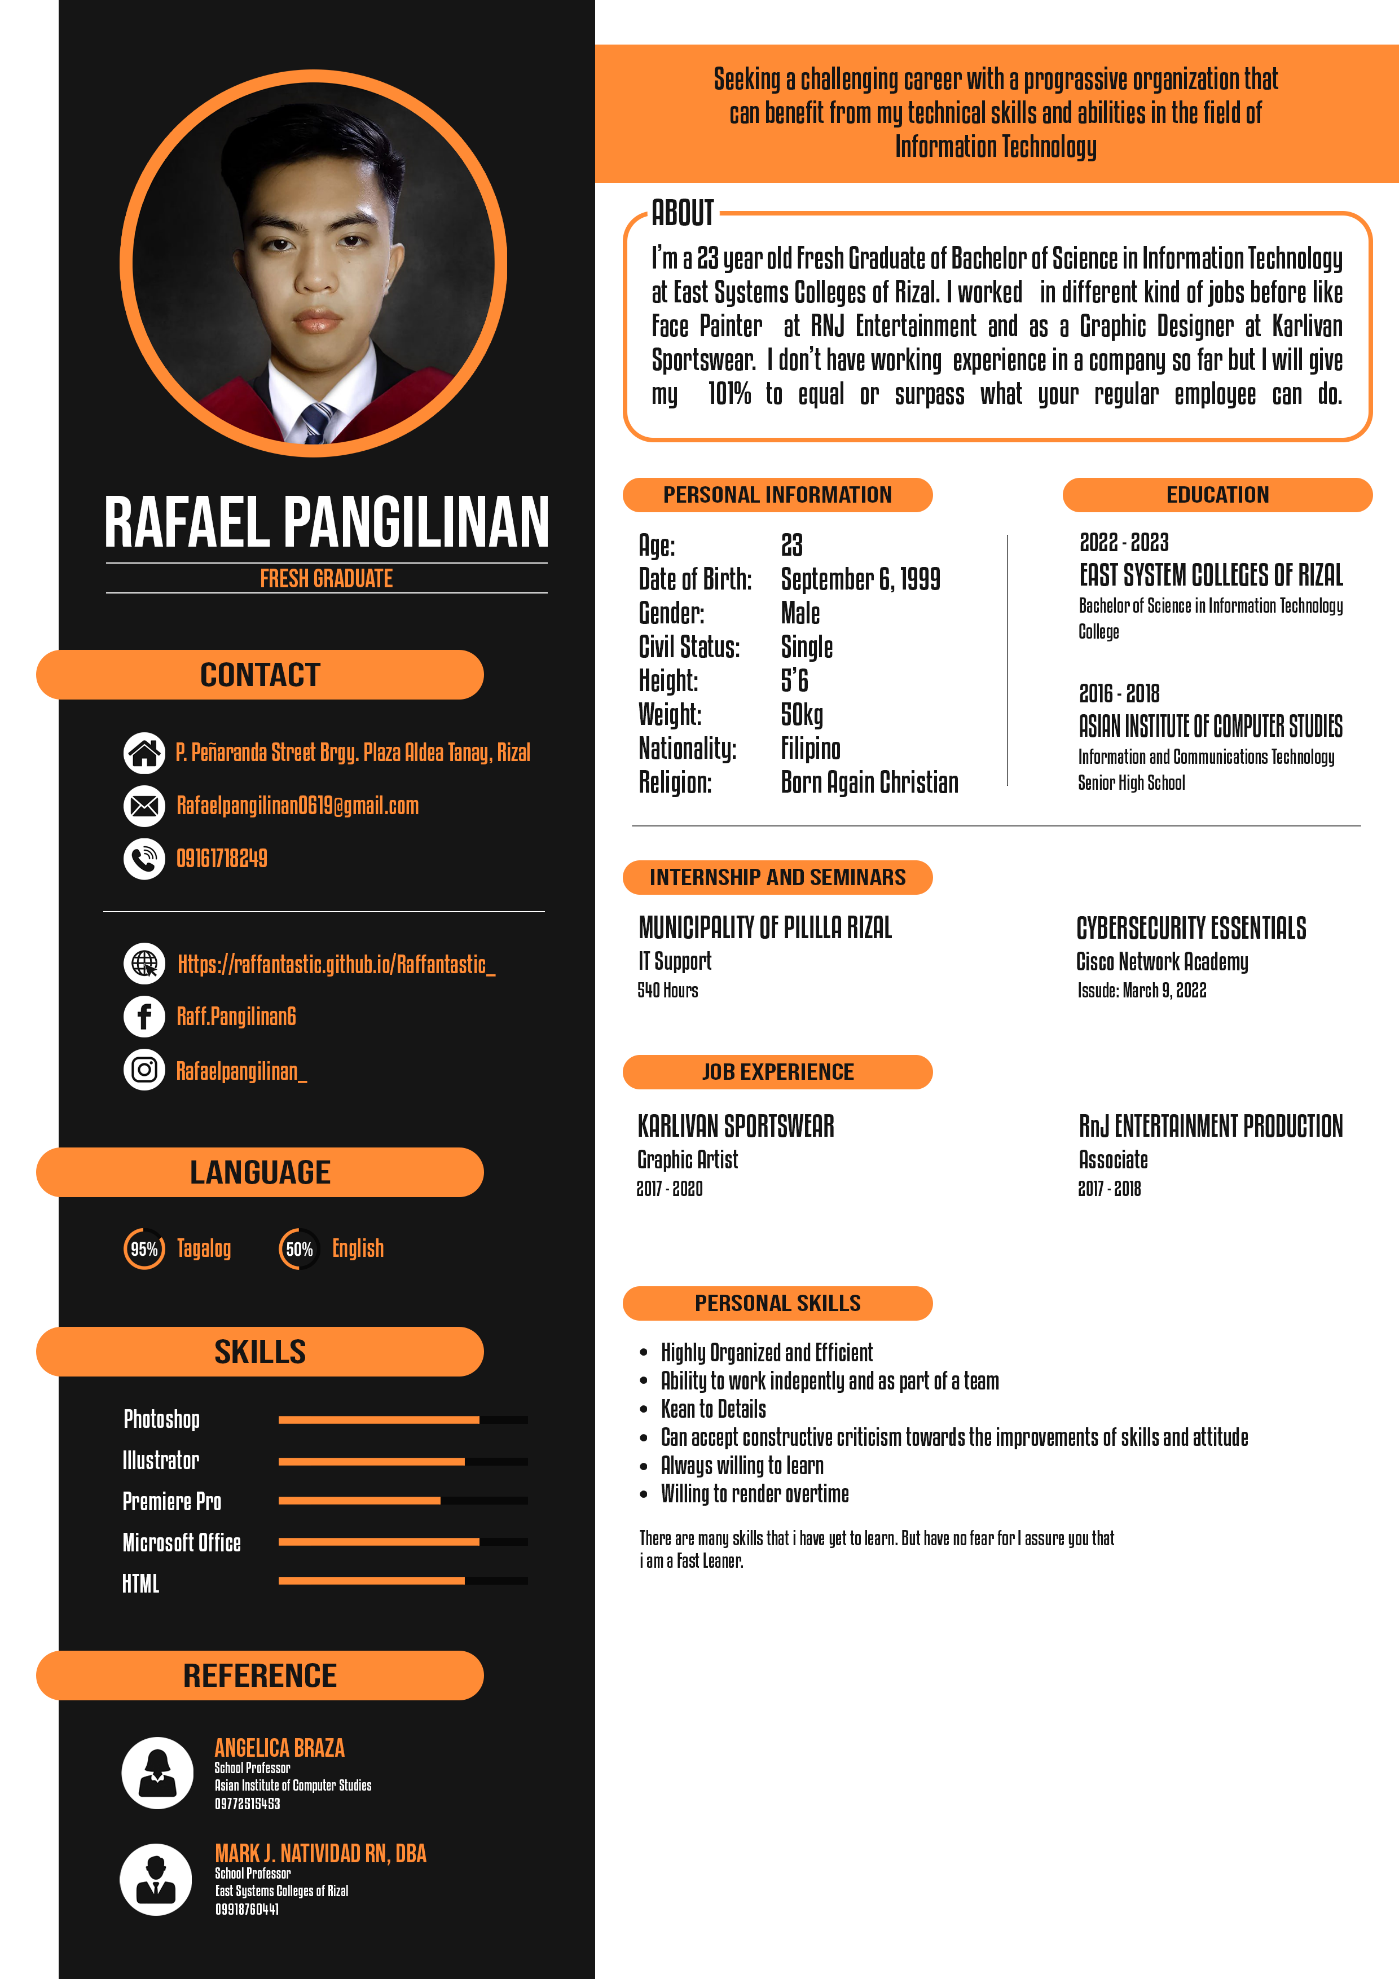 RAFAEL PANGILINAN
FRESH GRADUATE
CONTACT
P. Peñaranda Street Brgy. Plaza Aldea Tanay, Rizal
Rafaelpangilinan0619@gmail.com
09161718249
Https://raffantastic.github.io/Raffantastic_
Raff.Pangilinan6
Rafaelpangilinan_
LANGUAGE
95% Tagalog 50% English
SKILLS
Photoshop
Illustrator
Premiere Pro
Microsoft Office
HTML
REFERENCE
ANGELICA BRAZA
School Professor
Asian Institute of Computer Studies
09772515453
MARK J. NATIVIDAD RN, DBA
School Professor
East Systems Colleges of Rizal
09918760441
Seeking a challenging career with a prograssive organization that
can benefit from my technical skills and abilities in the field of
Information Technology
ABOUT
I'm a 23 year old Fresh Graduate of Bachelor of Science in Information Technology
at East Systems Colleges of Rizal. I worked in different kind of jobs before like
Face Painter at RNJ Entertainment and as a Graphic Designer at Karlivan
Sportswear. I don't have working experience in a company so far but I will give
my 101% to equal or surpass what your regular employee can do.
PERSONAL INFORMATION
Age: 23
Date of Birth: September 6, 1999
Gender: Male
Civil Status: Single
Height: 5'6
Weight: 50kg
Nationality: Filipino
Religion: Born Again Christian
EDUCATION
2022 - 2023
EAST SYSTEM COLLEGES OF RIZAL
Bachelor of Science in Information Technology
College
2016 - 2018
ASIAN INSTITUTE OF COMPUTER STUDIES
Information and Communications Technology
Senior High School
INTERNSHIP AND SEMINARS
MUNICIPALITY OF PILILLA RIZAL
IT Support
540 Hours
CYBERSECURITY ESSENTIALS
Cisco Network Academy
Issude: March 9, 2022
JOB EXPERIENCE
KARLIVAN SPORTSWEAR
Graphic Artist
2017 - 2020
RnJ ENTERTAINMENT PRODUCTION
Associate
2017 - 2018
PERSONAL SKILLS
• Highly Organized and Efficient
• Ability to work indepently and as part of a team
• Kean to Details
• Can accept constructive criticism towards the improvements of skills and attitude
• Always willing to learn
• Willing to render overtime
There are many skills that i have yet to learn. But have no fear for I assure you that
i am a Fast Leaner.